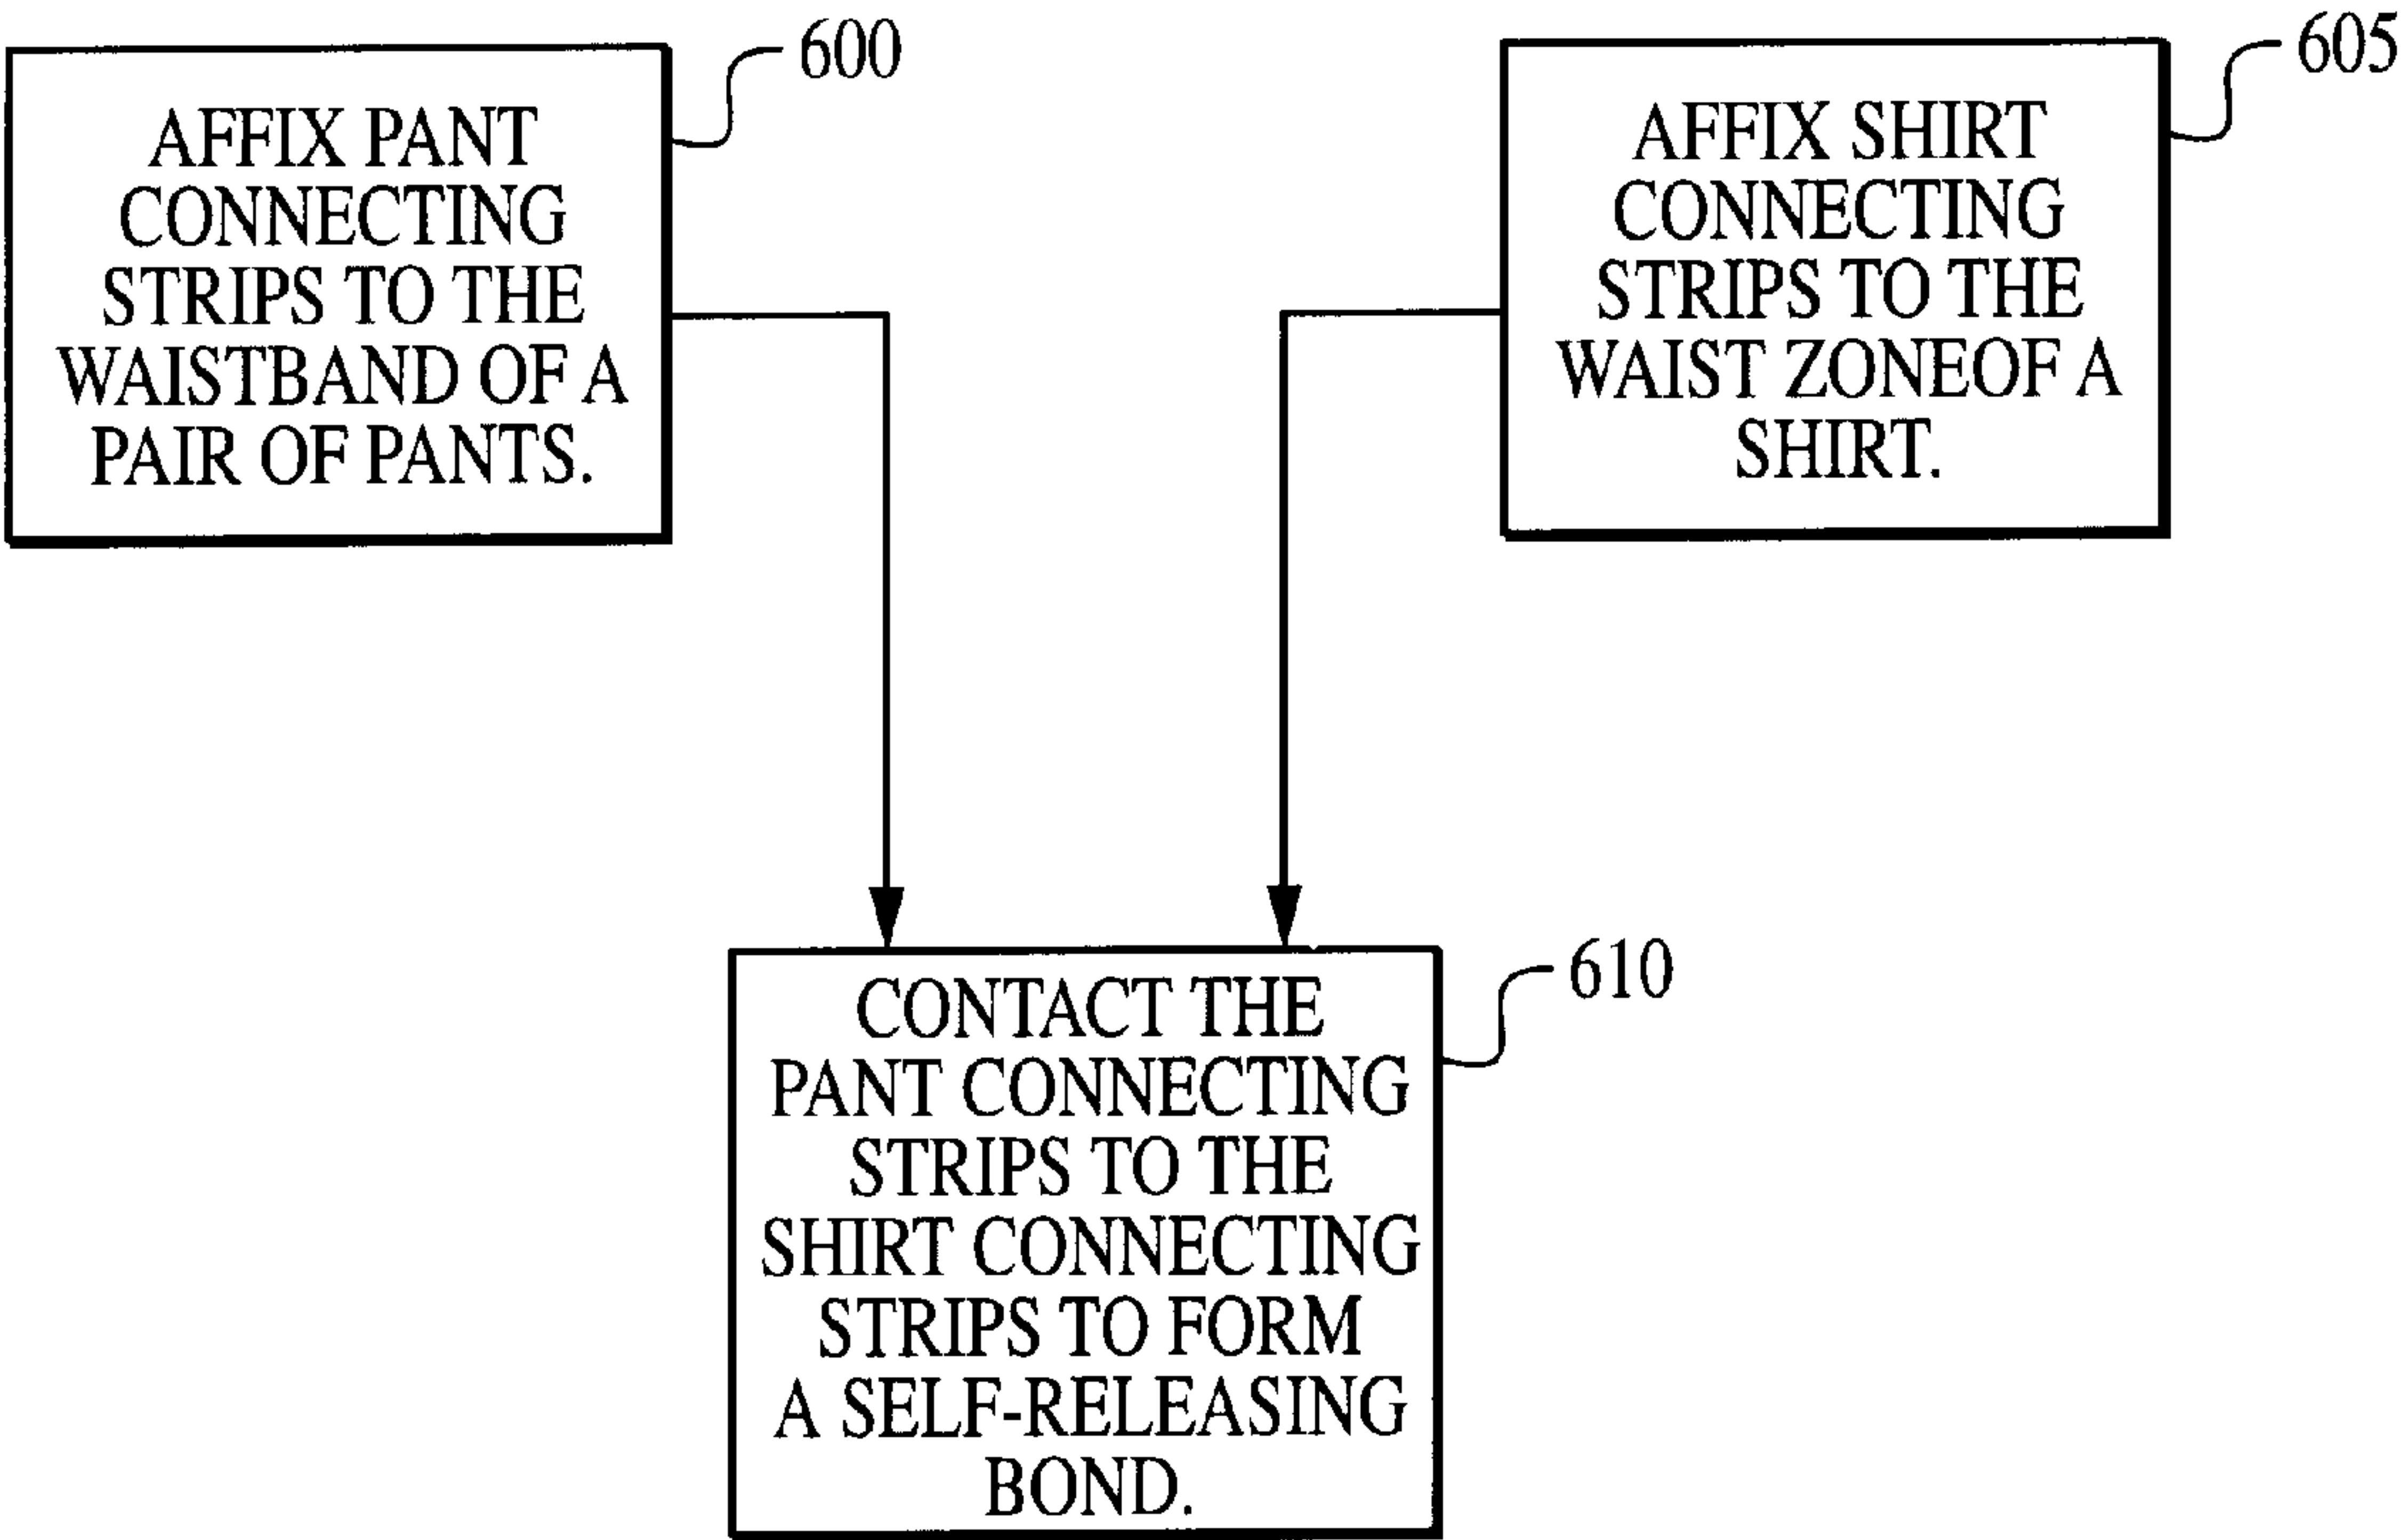 600
AFFIX PANT
CONNECTING
STRIPS TO THE
WAISTBAND OF A
PAIR OF PANTS.
605
AFFIX SHIRT
CONNECTING
STRIPS TO THE
WAIST ZONEOF A
SHIRT.
610
CONTACT THE
PANT CONNECTING
STRIPS TO THE
SHIRT CONNECTING
STRIPS TO FORM
A SELF-RELEASING
BOND.